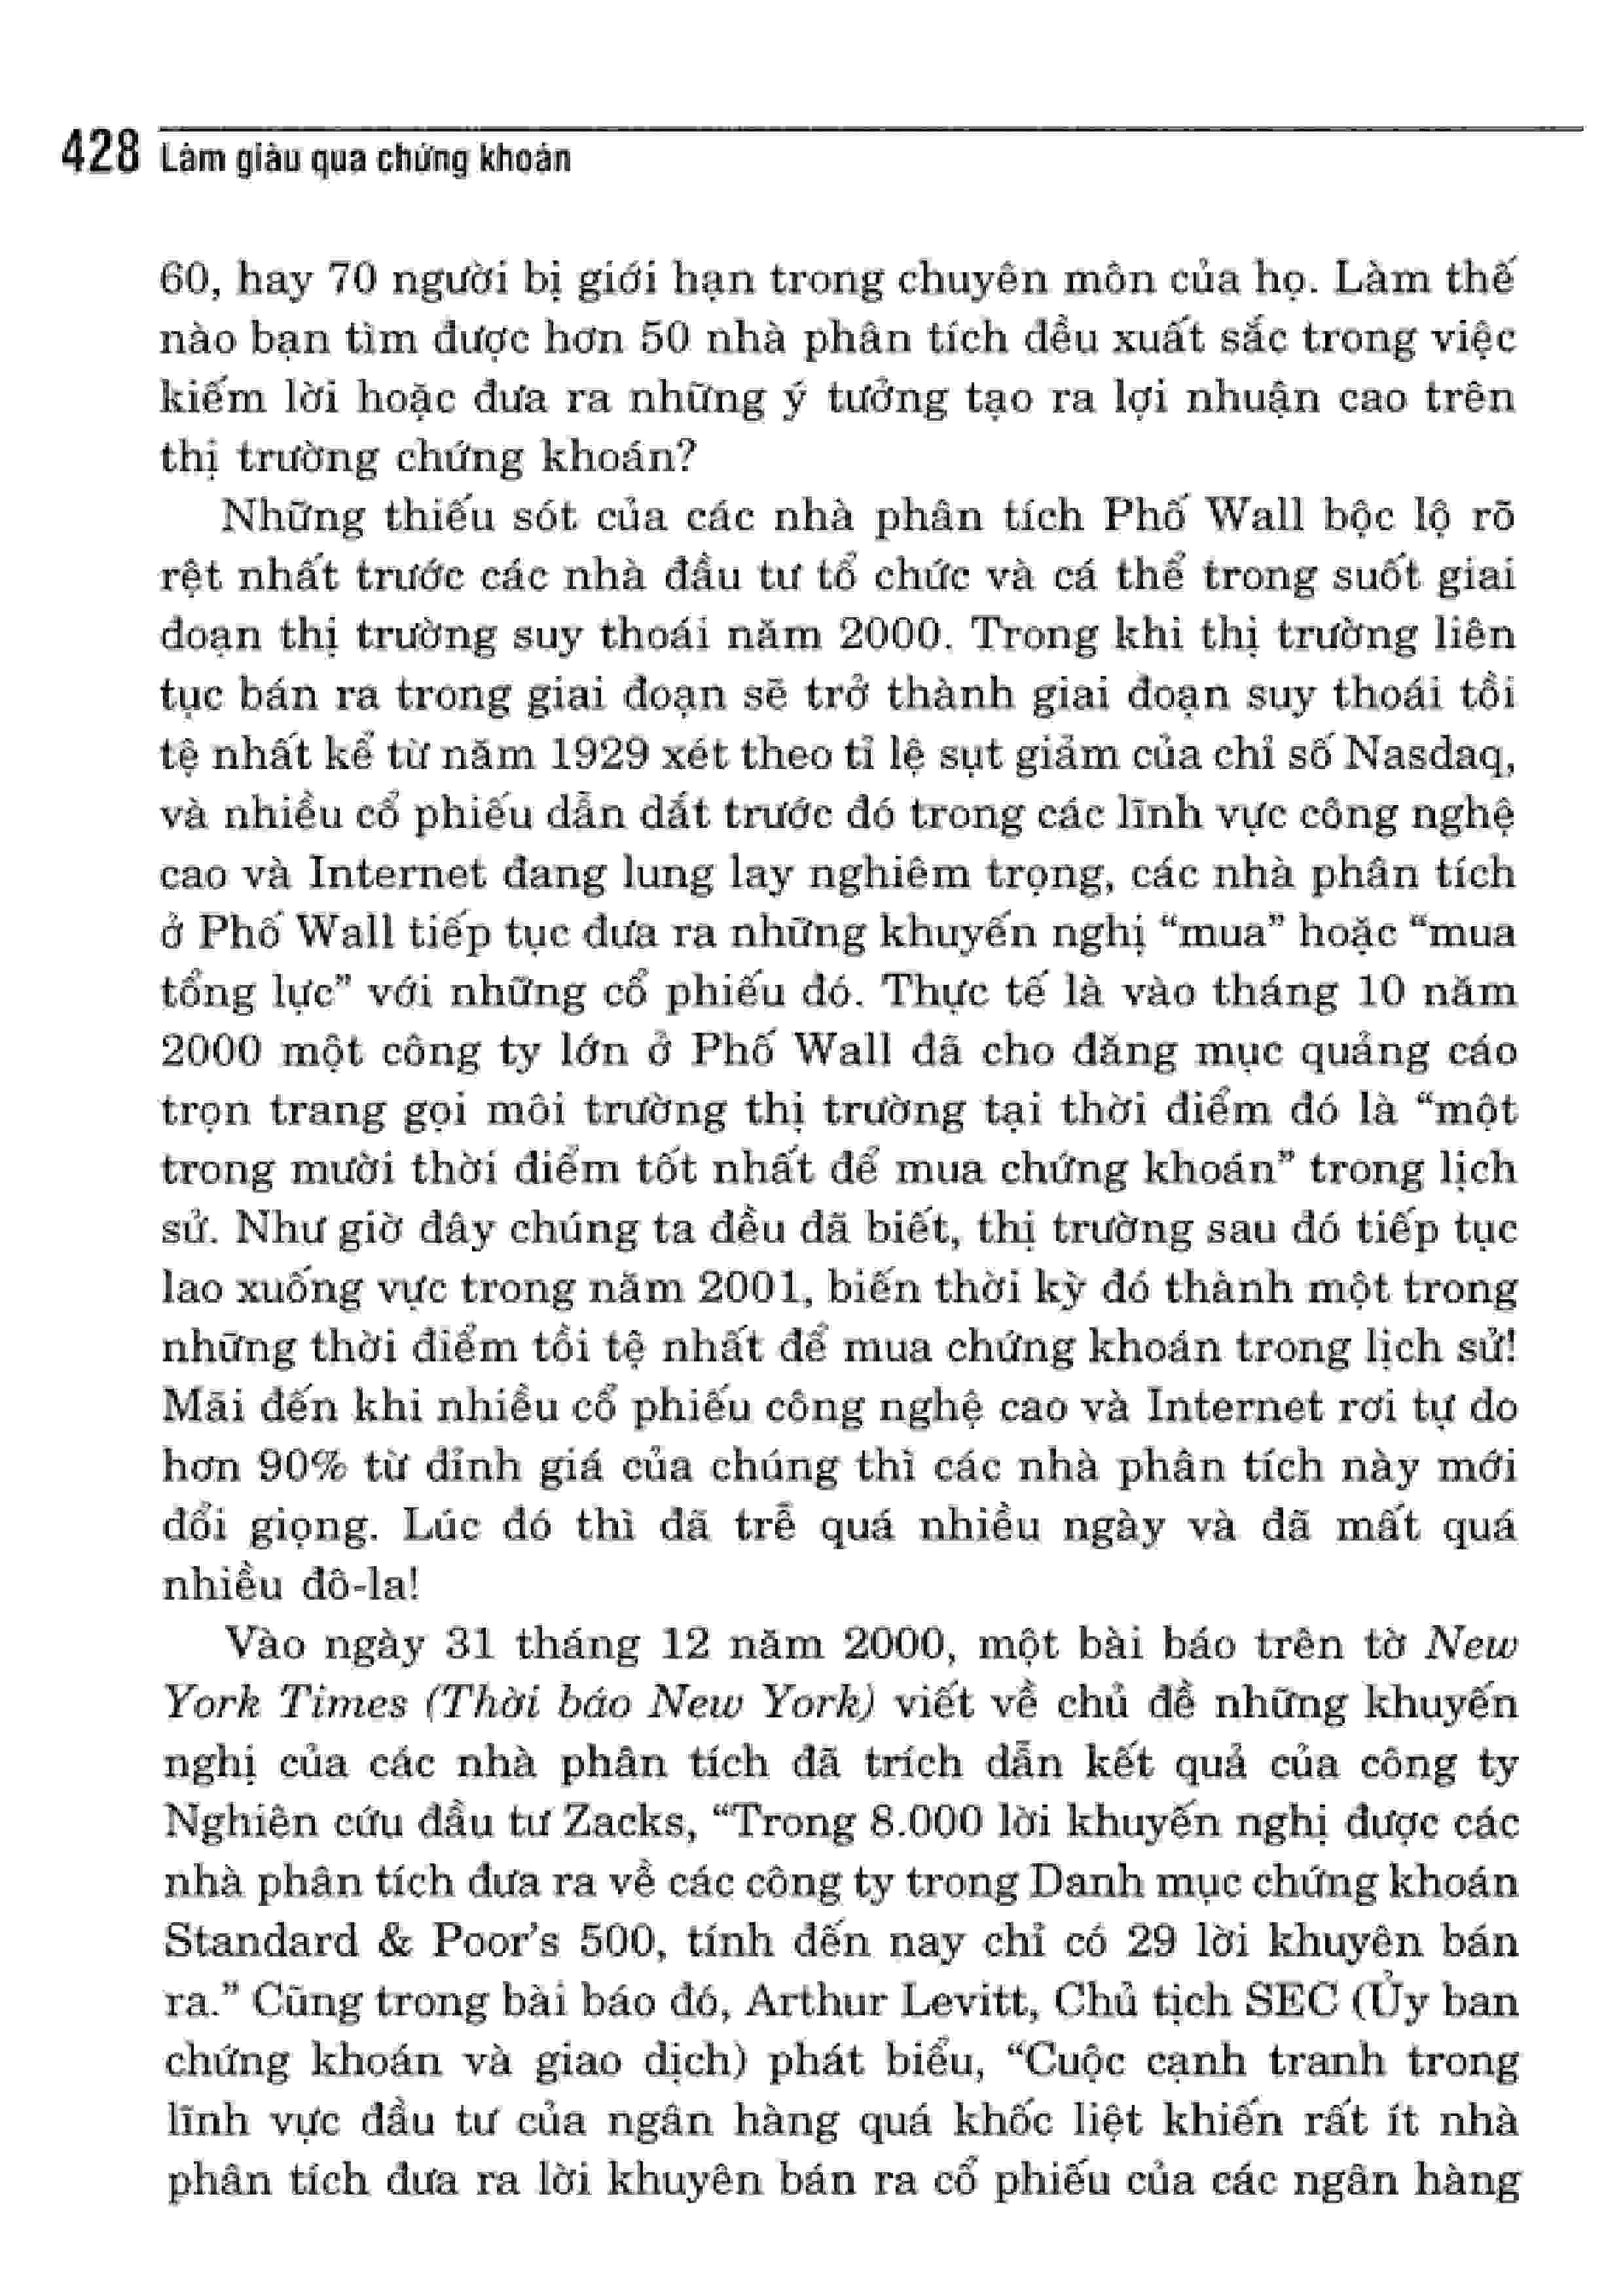 428 Làm giàu qua chứng khoán
60, hay 70 người bị giới hạn trong chuyên môn của họ. Làm thế
nào bạn tìm được hơn 50 nhà phân tích đều xuất sắc trong việc
kiếm lời hoặc đưa ra những ý tưởng tạo ra lợi nhuận cao trên
thị trường chứng khoán?
Những thiếu sót của các nhà phân tích Phố Wall bộc lộ rõ
rệt nhất trước các nhà đầu tư tổ chức và cá thể trong suốt giai
đoạn thị trường suy thoái năm 2000. Trong khi thị trường liên
tục bán ra trong giai đoạn sẽ trở thành giai đoạn suy thoái tồi
tệ nhất kể từ năm 1929 xét theo tỉ lệ sụt giảm của chỉ số Nasdaq,
và nhiều cổ phiếu dẫn dắt trước đó trong các lĩnh vực công nghệ
cao và Internet đang lung lay nghiêm trọng, các nhà phân tích
ở Phố Wall tiếp tục đưa ra những khuyến nghị “mua” hoặc “mua
tổng lực” với những cổ phiếu đó. Thực tế là vào tháng 10 năm
2000 một công ty lớn ở Phố Wall đã cho đăng mục quảng cáo
trọn trang gọi môi trường thị trường tại thời điểm đó là “một
trong mười thời điểm tốt nhất để mua chứng khoán” trong lịch
sử. Như giờ đây chúng ta đều đã biết, thị trường sau đó tiếp tục
lao xuống vực trong năm 2001, biến thời kỳ đó thành một trong
những thời điểm tồi tệ nhất để mua chứng khoán trong lịch sử!
Mãi đến khi nhiều cổ phiếu công nghệ cao và Internet rơi tự do
hơn 90% từ đỉnh giá của chúng thì các nhà phân tích này mới
đổi giọng. Lúc đó thì đã trễ quá nhiều ngày và đã mất quá
nhiều đô-la!
Vào ngày 31 tháng 12 năm 2000, một bài báo trên tờ New
York Times (Thời báo New York) viết về chủ đề những khuyến
nghị của các nhà phân tích đã trích dẫn kết quả của công ty
Nghiên cứu đầu tư Zacks, “Trong 8.000 lời khuyến nghị được các
nhà phân tích đưa ra về các công ty trong Danh mục chứng khoán
Standard & Poor’s 500, tính đến nay chỉ có 29 lời khuyên bán
ra.” Cũng trong bài báo đó, Arthur Levitt, Chủ tịch SEC (Ủy ban
chứng khoán và giao dịch) phát biểu, “Cuộc cạnh tranh trong
lĩnh vực đầu tư của ngân hàng quá khốc liệt khiến rất ít nhà
phân tích đưa ra lời khuyên bán ra cổ phiếu của các ngân hàng